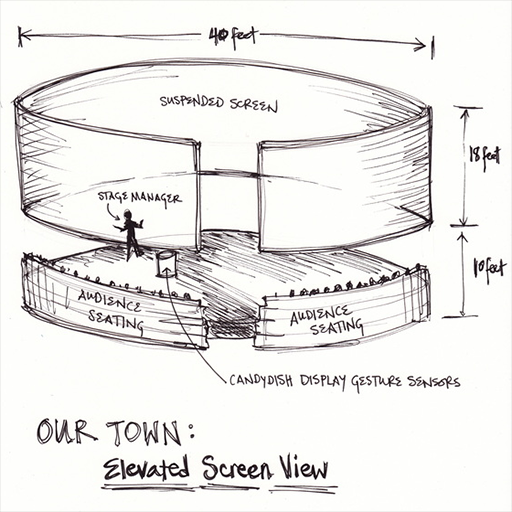 40 feet
SUSPENDED SCREEN
18 feet
STAGE MANAGER
10 feet
AUDIENCE
SEATING
AUDIENCE
SEATING
CANDYDISH DISPLAY GESTURE SENSORS
OUR TOWN:
Elevated Screen View